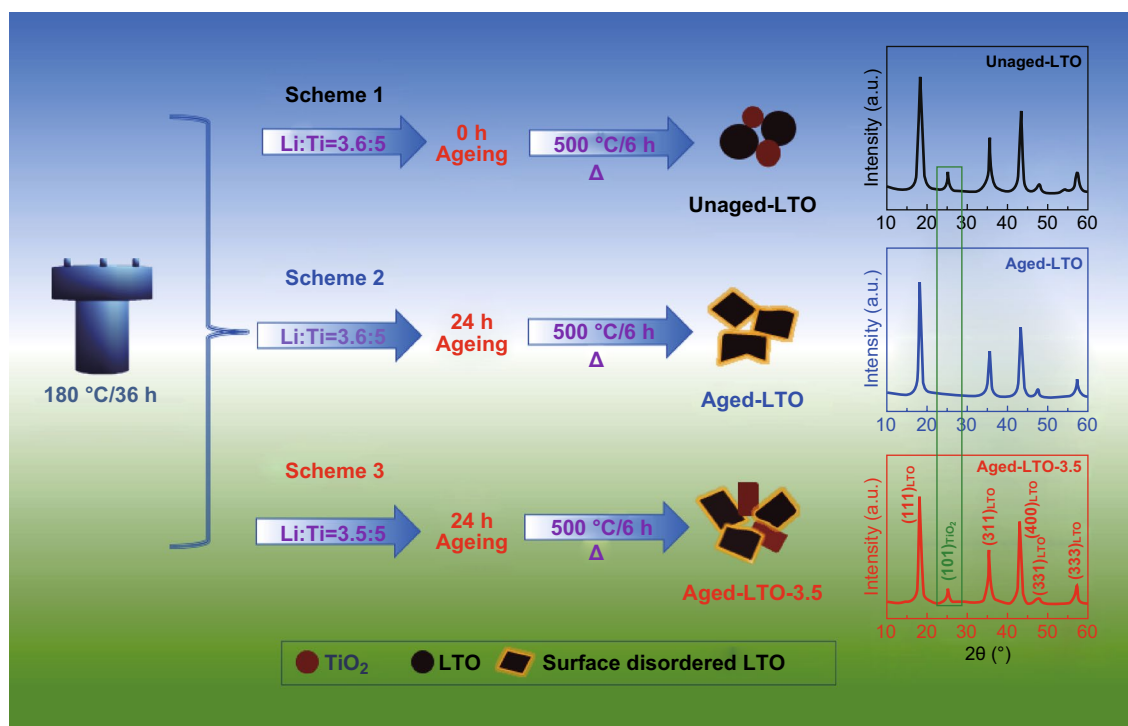 180 °C/36 h
Scheme 1
Li:Ti=3.6:5
0 h
Ageing
500 °C/6 h
Δ
Unaged-LTO
Scheme 2
Li:Ti=3.6:5
24 h
Ageing
500 °C/6 h
Δ
Aged-LTO
Scheme 3
Li:Ti=3.5:5
24 h
Ageing
500 °C/6 h
Δ
Aged-LTO-3.5
Unaged-LTO
Intensity (a.u.)
10 20 30 40 50 60
Aged-LTO
Intensity (a.u.)
10 20 30 40 50 60
Aged-LTO-3.5
Intensity (a.u.)
(111)LTO
(101)TiO₂
(311)LTO
(400)LTO
(331)LTO
(333)LTO
10 20 30 40 50 60
2θ (°)
TiO₂ LTO Surface disordered LTO